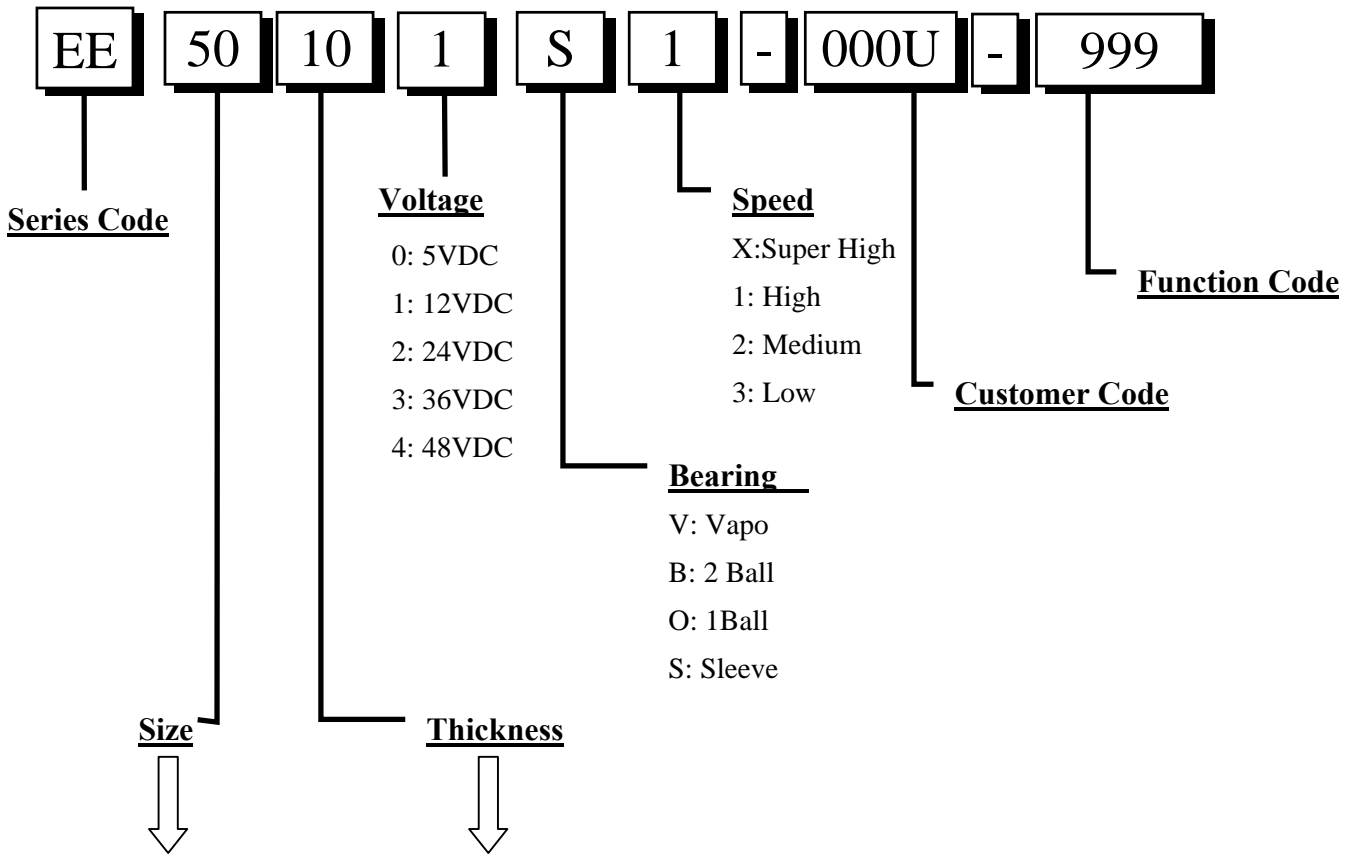 EE 50 10 1 S 1 - 000U - 999
Series Code
Voltage
0: 5VDC
1: 12VDC
2: 24VDC
3: 36VDC
4: 48VDC
Speed
X:Super High
1: High
2: Medium
3: Low
Function Code
Customer Code
Bearing
V: Vapo
B: 2 Ball
O: 1Ball
S: Sleeve
Size
Thickness